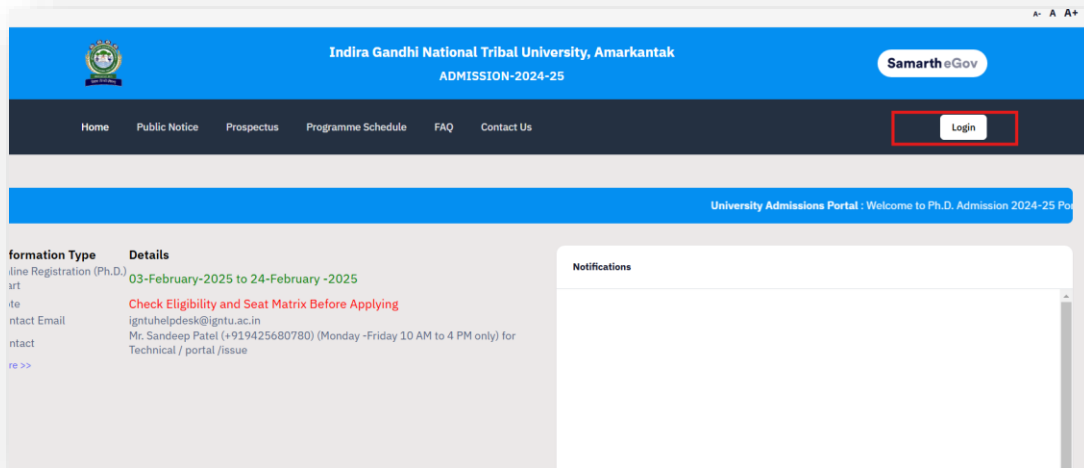 A- A A+
Indira Gandhi National Tribal University, Amarkantak
ADMISSION-2024-25
Samarth eGov
Home Public Notice Prospectus Programme Schedule FAQ Contact Us Login
University Admissions Portal : Welcome to Ph.D. Admission 2024-25 Po
formation Type Details
line Registration (Ph.D.)
art
03-February-2025 to 24-February -2025
te Check Eligibility and Seat Matrix Before Applying
ntact Email igntuhelpdesk@igntu.ac.in
ntact Mr. Sandeep Patel (+919425680780) (Monday -Friday 10 AM to 4 PM only) for
Technical / portal /issue
re >>
Notifications